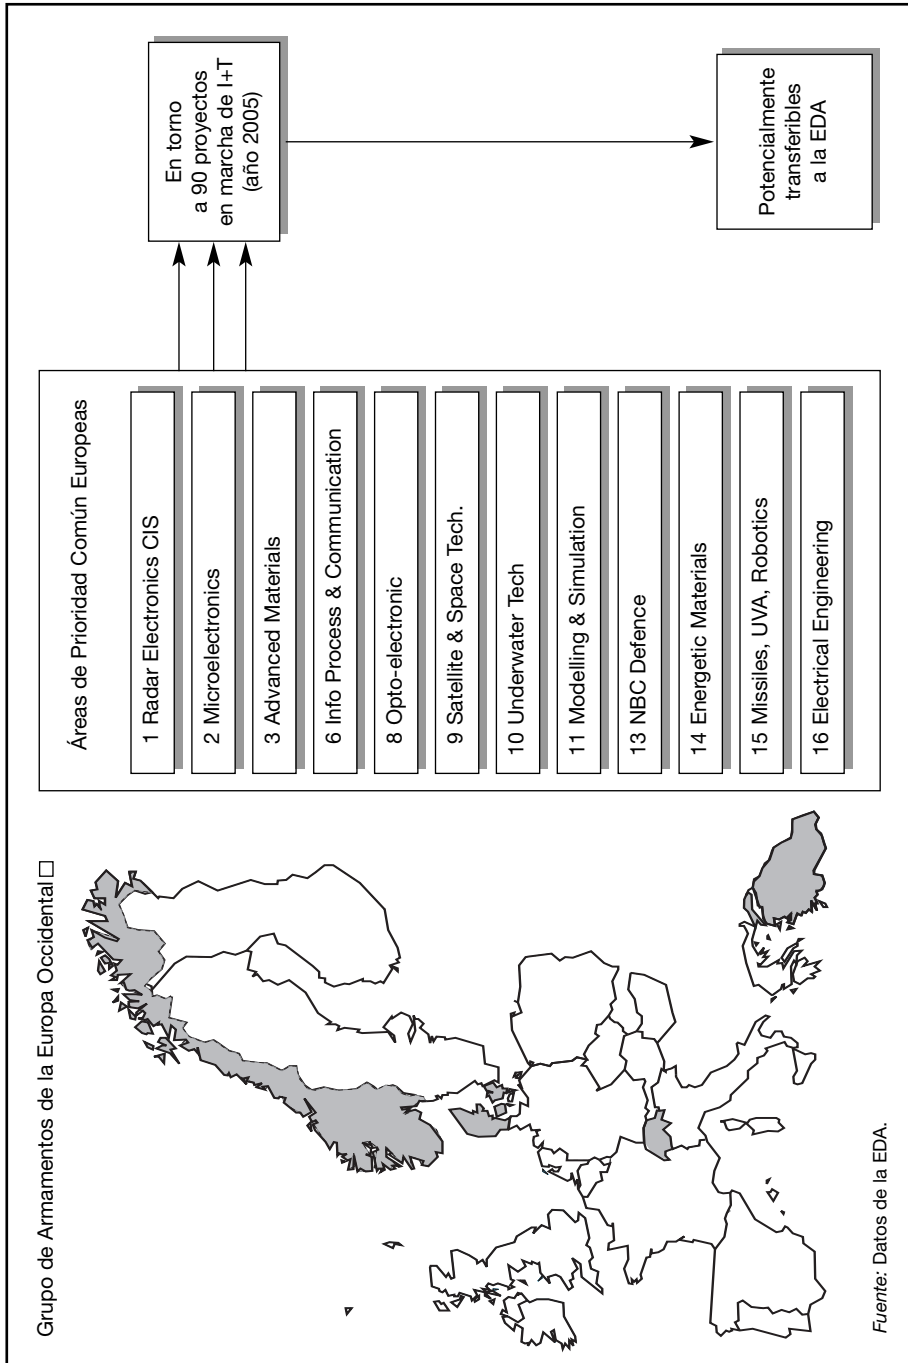 Grupo de Armamentos de la Europa Occidental
Áreas de Prioridad Común Europeas
1 Radar Electronics CIS
2 Microelectronics
3 Advanced Materials
6 Info Process & Communication
8 Opto-electronic
9 Satellite & Space Tech.
10 Underwater Tech
11 Modelling & Simulation
13 NBC Defence
14 Energetic Materials
15 Missiles, UVA, Robotics
16 Electrical Engineering
En torno
a 90 proyectos
en marcha de I+T
(año 2005)
Potencialmente
transferibles
a la EDA
Fuente: Datos de la EDA.